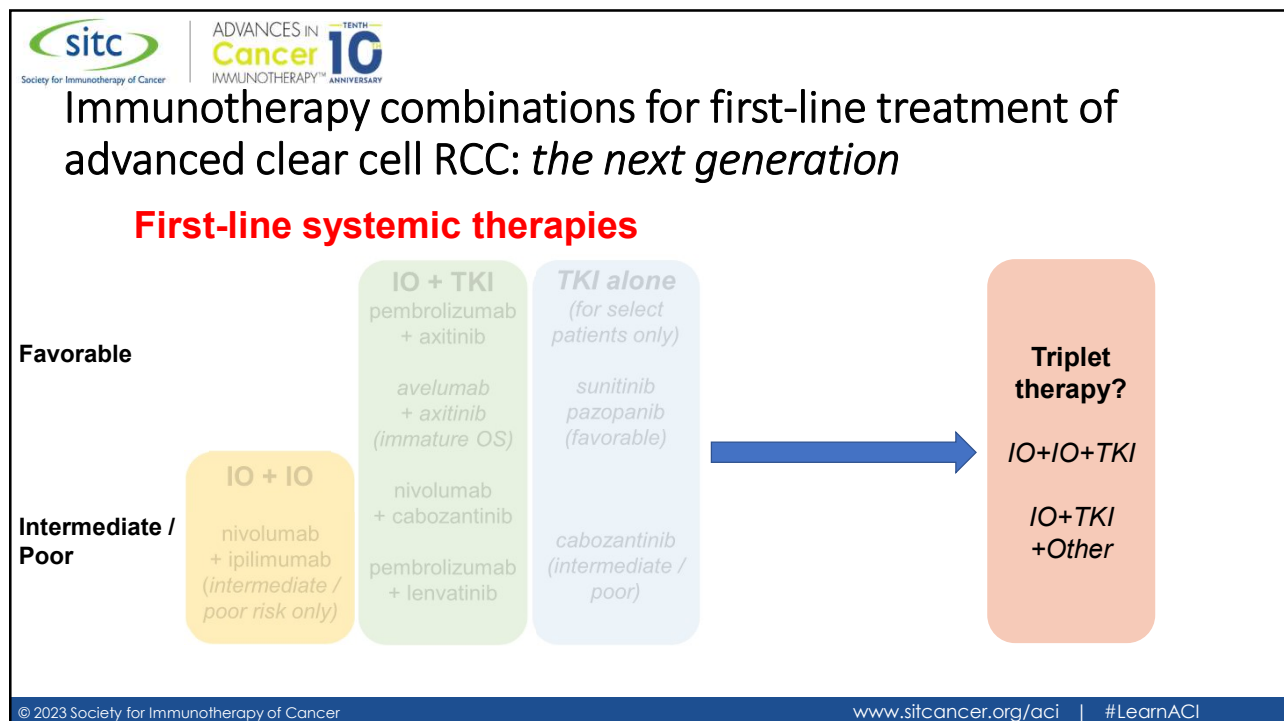 sitc
Society for Immunotherapy of Cancer
ADVANCES IN
Cancer
IMMUNOTHERAPY™
TENTH
10TH
ANNIVERSARY
Immunotherapy combinations for first-line treatment of
advanced clear cell RCC: the next generation
First-line systemic therapies
Favorable
Intermediate /
Poor
IO + IO
nivolumab
+ ipilimumab
(intermediate /
poor risk only)
IO + TKI
pembrolizumab
+ axitinib
avelumab
+ axitinib
(immature OS)
nivolumab
+ cabozantinib
pembrolizumab
+ lenvatinib
TKI alone
(for select
patients only)
sunitinib
pazopanib
(favorable)
cabozantinib
(intermediate /
poor)
Triplet
therapy?
IO+IO+TKI
IO+TKI
+Other
© 2023 Society for Immunotherapy of Cancer
www.sitcancer.org/aci | #LearnACI